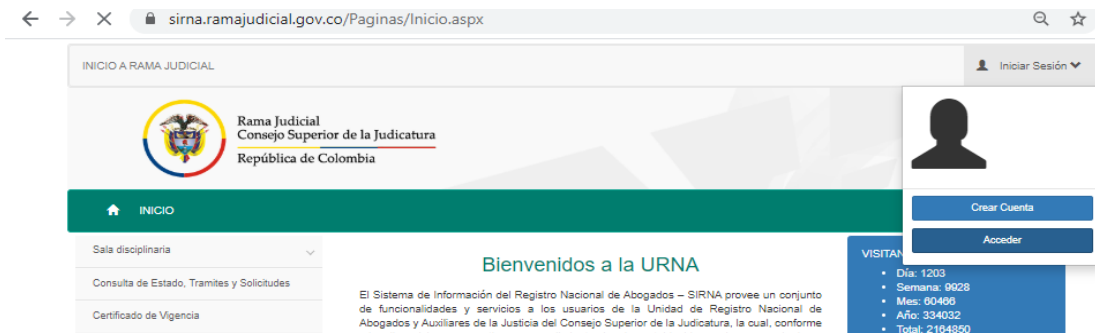 sirna.ramajudicial.gov.co/Paginas/Inicio.aspx
INICIO A RAMA JUDICIAL
Iniciar Sesión
Rama Judicial
Consejo Superior de la Judicatura
República de Colombia
Crear Cuenta
Acceder
INICIO
Sala disciplinaria
Consulta de Estado, Tramites y Solicitudes
Certificado de Vigencia
Bienvenidos a la URNA
El Sistema de Información del Registro Nacional de Abogados – SIRNA provee un conjunto
de funcionalidades y servicios a los usuarios de la Unidad de Registro Nacional de
Abogados y Auxiliares de la Justicia del Consejo Superior de la Judicatura, la cual, conforme
VISITAN
• Día: 1203
• Semana: 9928
• Mes: 60466
• Año: 334032
• Total: 2164850